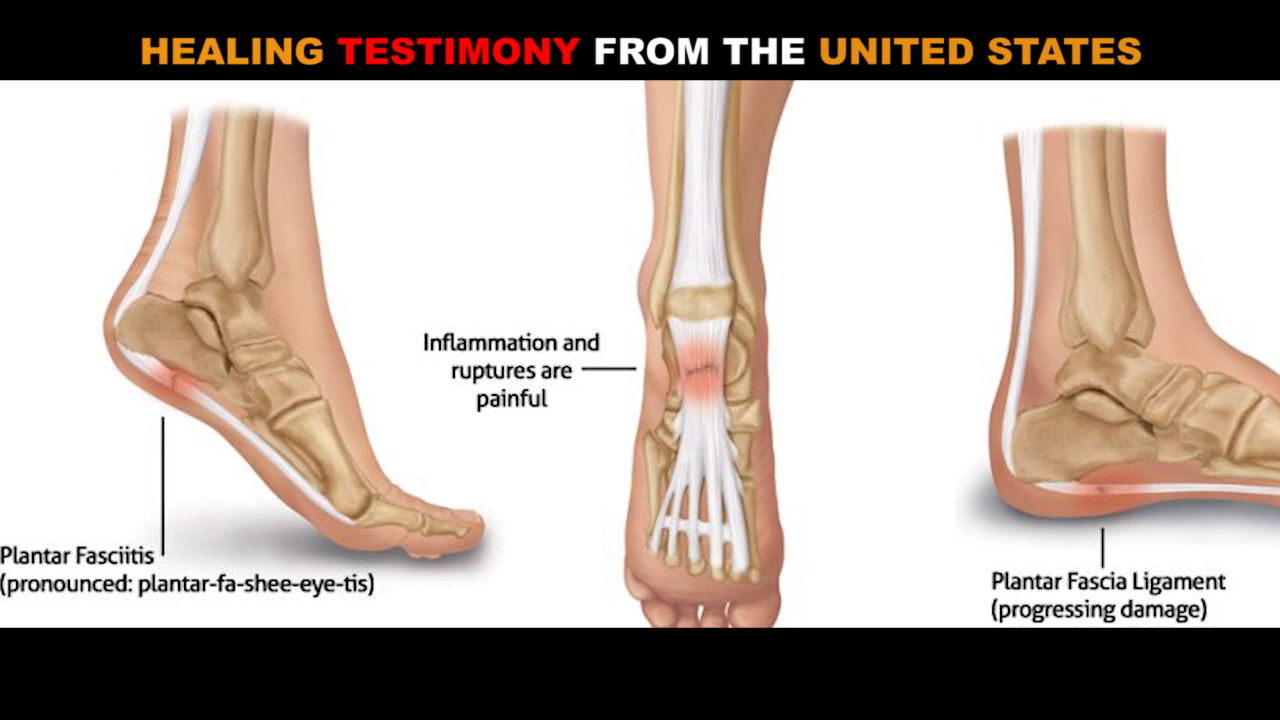 HEALING TESTIMONY FROM THE UNITED STATES
Inflammation and
ruptures are
painful
Plantar Fasciitis
(pronounced: plantar-fa-shee-eye-tis)
Plantar Fascia Ligament
(progressing damage)